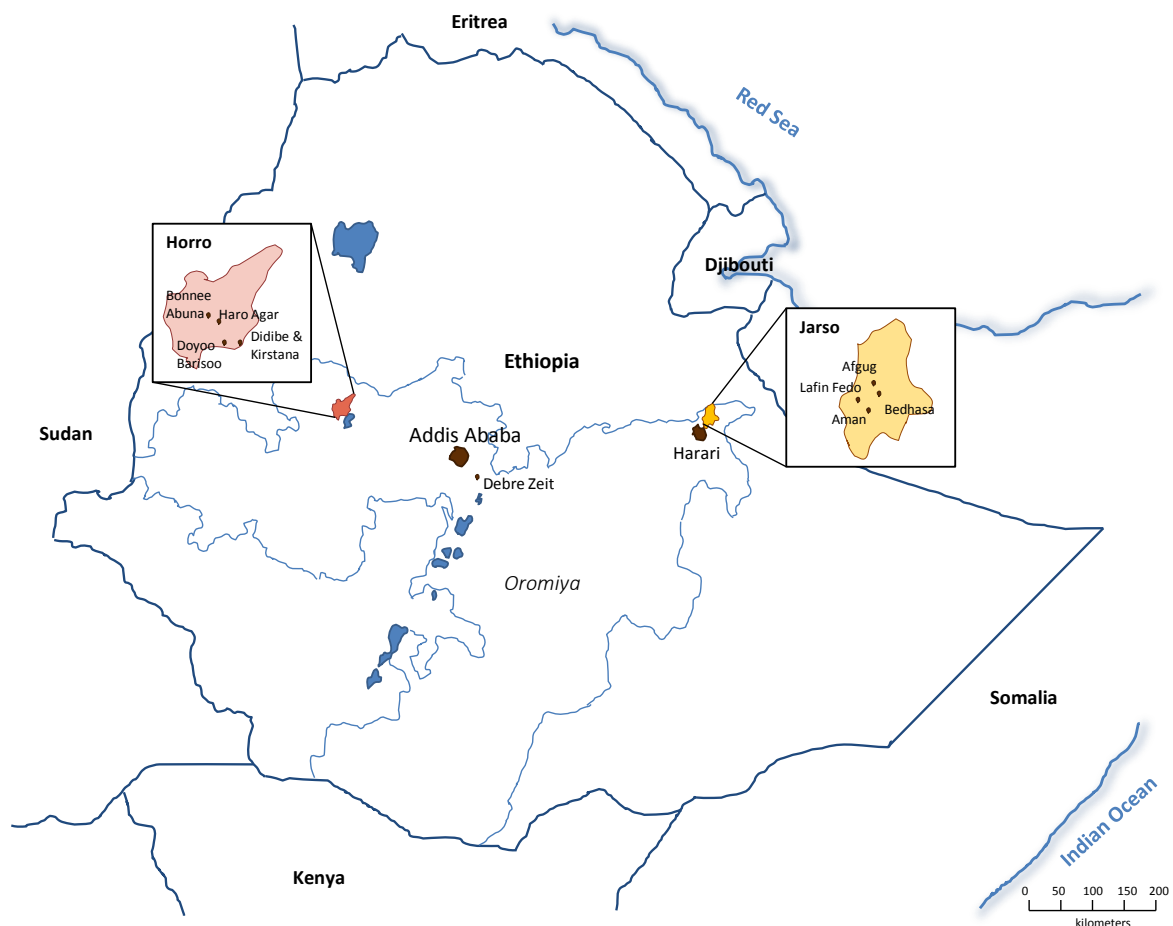 Eritrea
Red Sea
Horro
Bonnee
Abuna
Haro Agar
Doyoo
Barisoo
Didibe &
Kirstana
Djibouti
Jarso
Afgug
Lafin Fedo
Bedhasa
Aman
Ethiopia
Sudan
Addis Ababa
Harari
Debre Zeit
Oromiya
Somalia
Indian Ocean
Kenya
0 50 100 150 200
kilometers